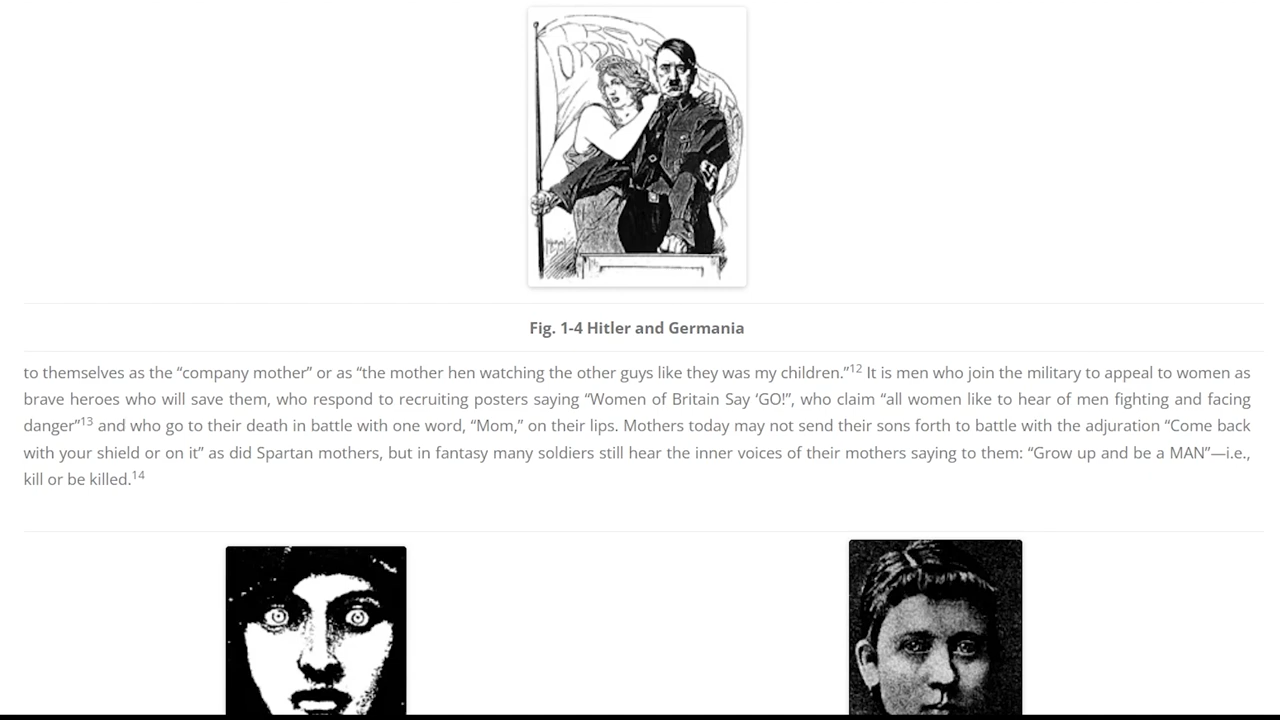 Fig. 1-4 Hitler and Germania
to themselves as the “company mother” or as “the mother hen watching the other guys like they was my children.”12 It is men who join the military to appeal to women as
brave heroes who will save them, who respond to recruiting posters saying “Women of Britain Say ‘GO!”, who claim “all women like to hear of men fighting and facing
danger”13 and who go to their death in battle with one word, “Mom,” on their lips. Mothers today may not send their sons forth to battle with the adjuration “Come back
with your shield or on it” as did Spartan mothers, but in fantasy many soldiers still hear the inner voices of their mothers saying to them: “Grow up and be a MAN”—i.e.,
kill or be killed.14